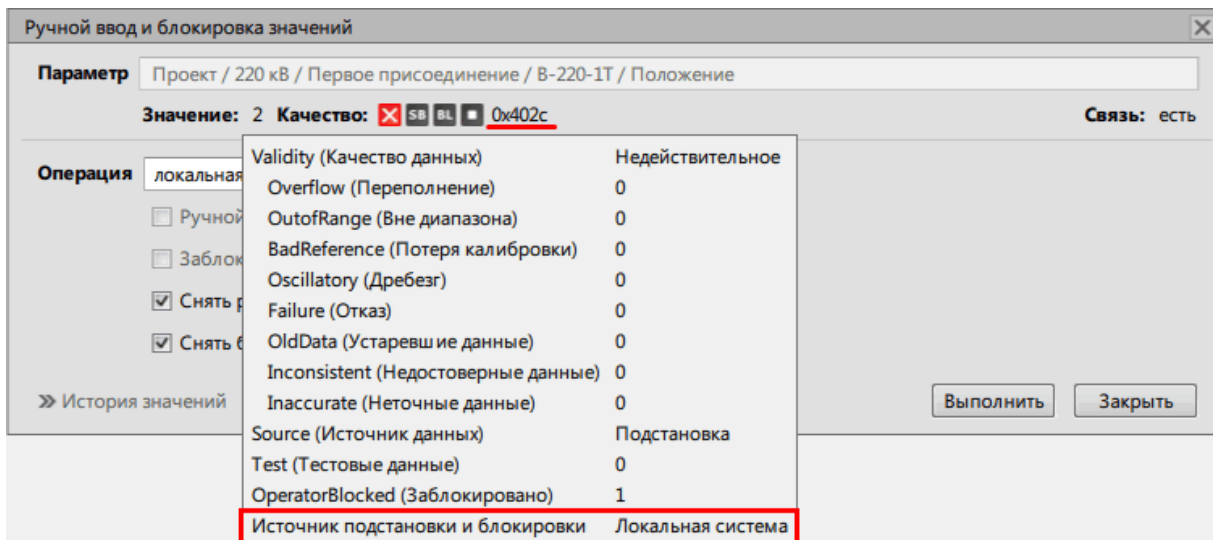 Ручной ввод и блокировка значений
Параметр Проект / 220 кВ / Первое присоединение / В-220-1Т / Положение
Значение: 2 Качество: SB BL 0x402c Связь: есть
Validity (Качество данных) Недействительное
Операция локальная
Overflow (Переполнение) 0
Ручной
OutofRange (Вне диапазона) 0
BadReference (Потеря калибровки) 0
Заблок
Oscillatory (Дребезг) 0
Снять р
Failure (Отказ) 0
Снять б
OldData (Устаревшие данные) 0
Inconsistent (Недостоверные данные) 0
История значений
Inaccurate (Неточные данные) 0
Выполнить Закрыть
Source (Источник данных) Подстановка
Test (Тестовые данные) 0
OperatorBlocked (Заблокировано) 1
Источник подстановки и блокировки Локальная система